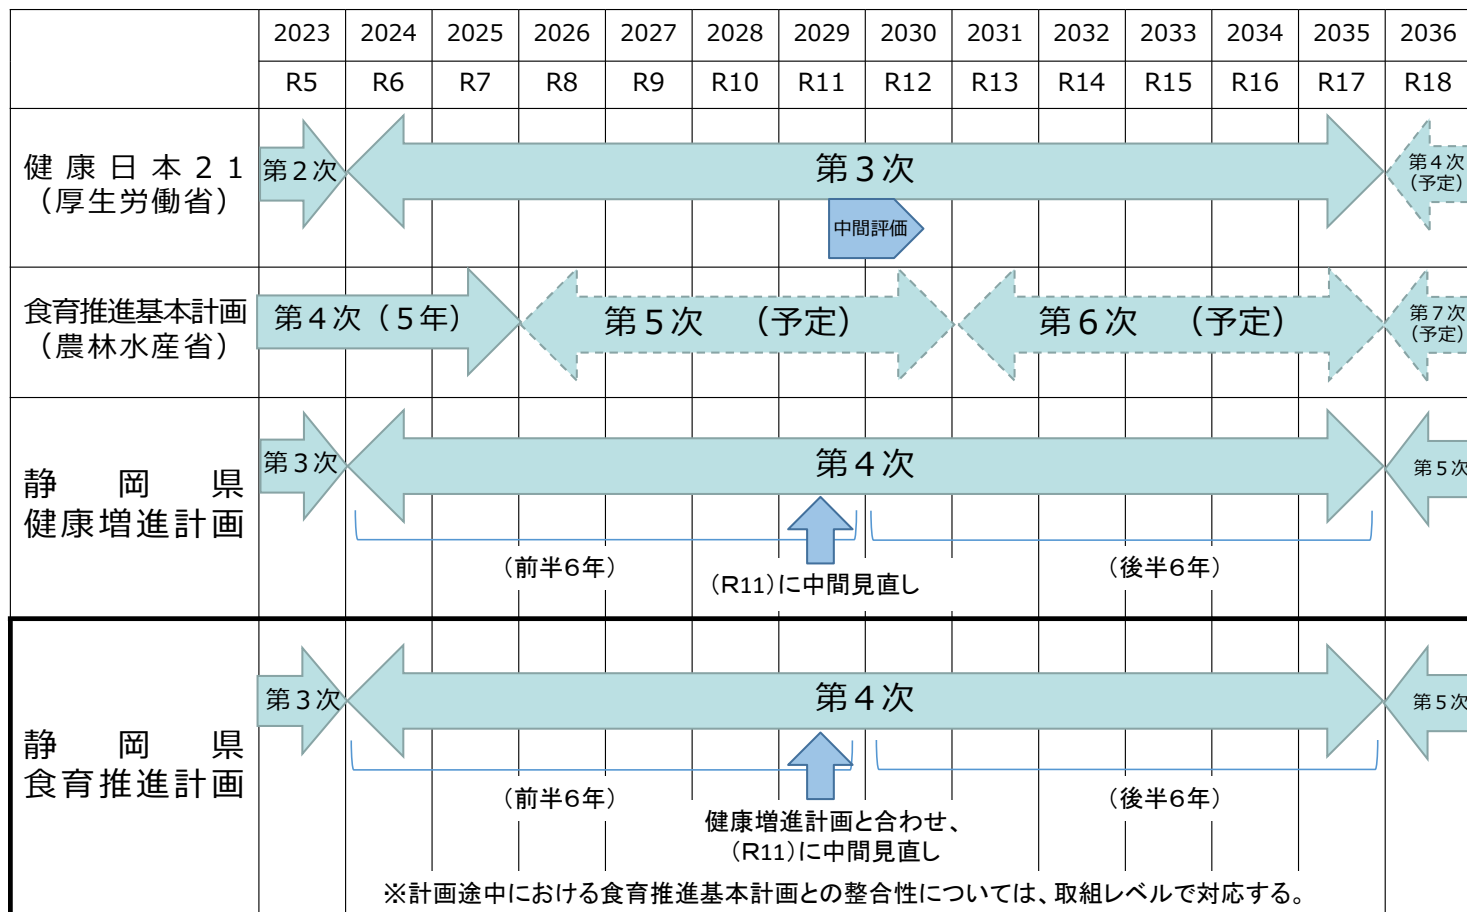 2023 2024 2025 2026 2027 2028 2029 2030 2031 2032 2033 2034 2035 2036
R5 R6 R7 R8 R9 R10 R11 R12 R13 R14 R15 R16 R17 R18
健康日本２１
（厚生労働省）
第２次
第３次
第４次
（予定）
中間評価
食育推進基本計画
（農林水産省）
第４次（５年）
第５次　（予定）
第６次　（予定）
第７次
（予定）
静岡県
健康増進計画
第３次
第４次
第５次
（前半６年）
（R11）に中間見直し
（後半６年）
静岡県
食育推進計画
第３次
第４次
第５次
（前半６年）
健康増進計画と合わせ、
（R11）に中間見直し
（後半６年）
※計画途中における食育推進基本計画との整合性については、取組レベルで対応する。